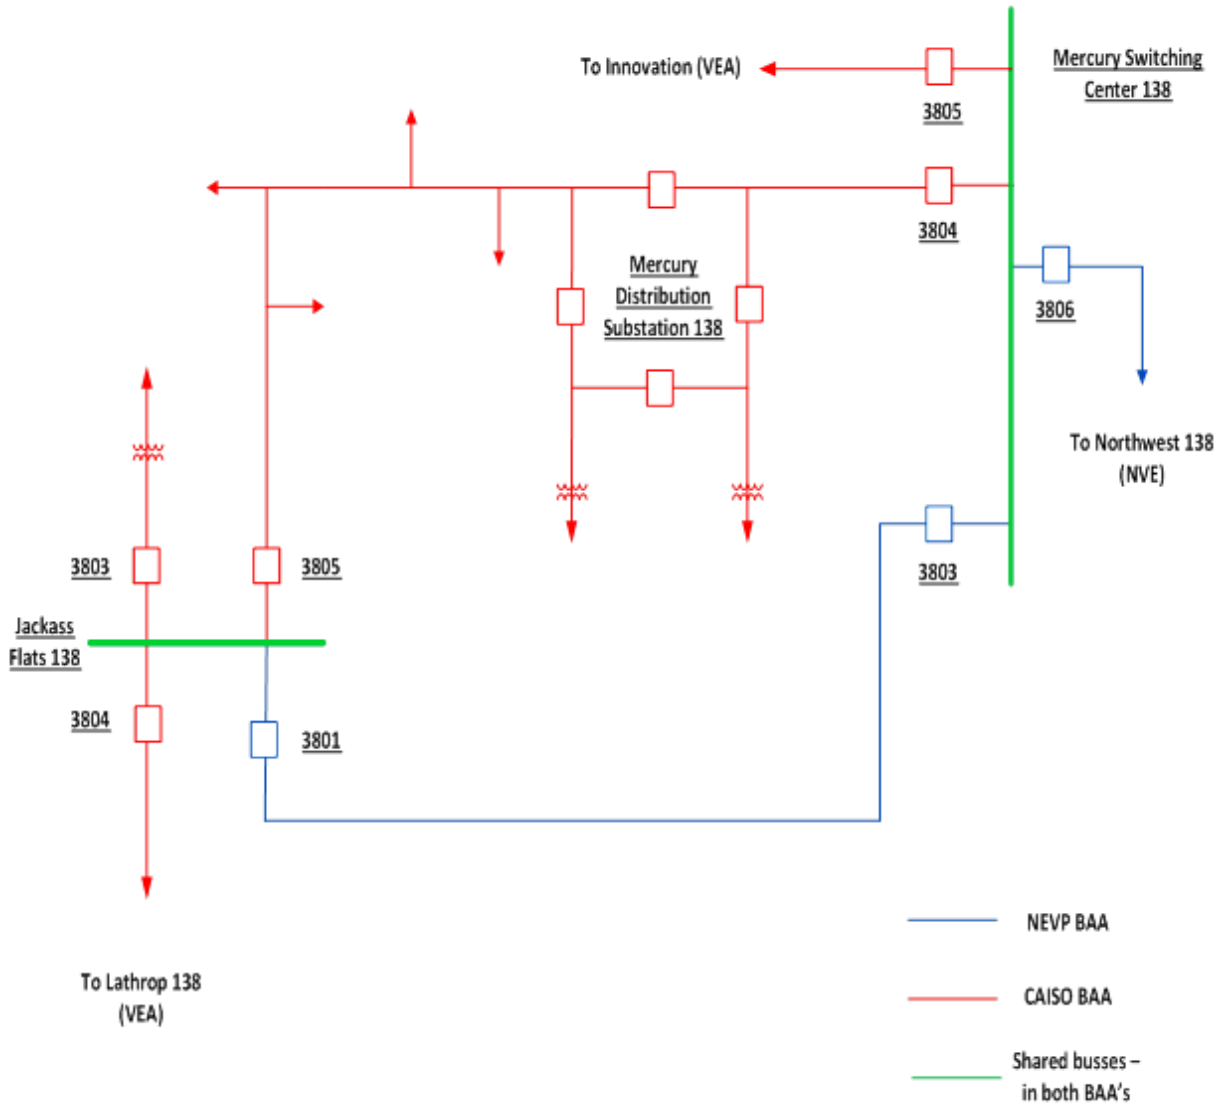 To Innovation (VEA)
3805
Mercury Switching
Center 138
3804
Mercury
Distribution
Substation 138
3806
To Northwest 138
(NVE)
3803
3803
3805
Jackass
Flats 138
3804
3801
To Lathrop 138
(VEA)
NEVP BAA
CAISO BAA
Shared busses –
in both BAA's